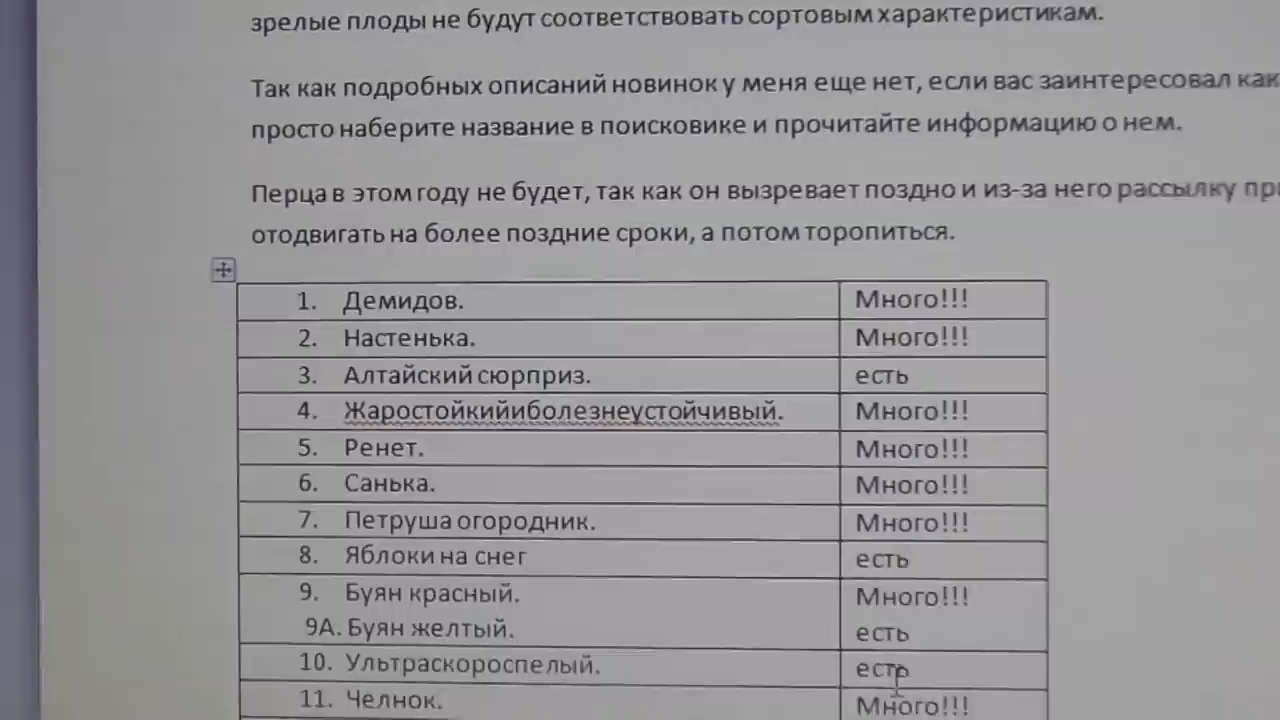 зрелые плоды не будут соответствовать сортовым характеристикам.
Так как подробных описаний новинок у меня еще нет, если вас заинтересовал как
просто наберите название в поисковике и прочитайте информацию о нем.
Перца в этом году не будет, так как он вызревает поздно и из-за него рассылку
отодвигать на более поздние сроки, а потом торопиться.
1. Демидов. Много!!!
2. Настенька. Много!!!
3. Алтайский сюрприз. есть
4. Жаростойкийиболезнеустойчивый. Много!!!
5. Ренет. Много!!!
6. Санька. Много!!!
7. Петруша огородник. Много!!!
8. Яблоки на снег есть
9. Буян красный. Много!!!
9А. Буян желтый. есть
10. Ультраскороспелый. есть
11. Челнок. Много!!!